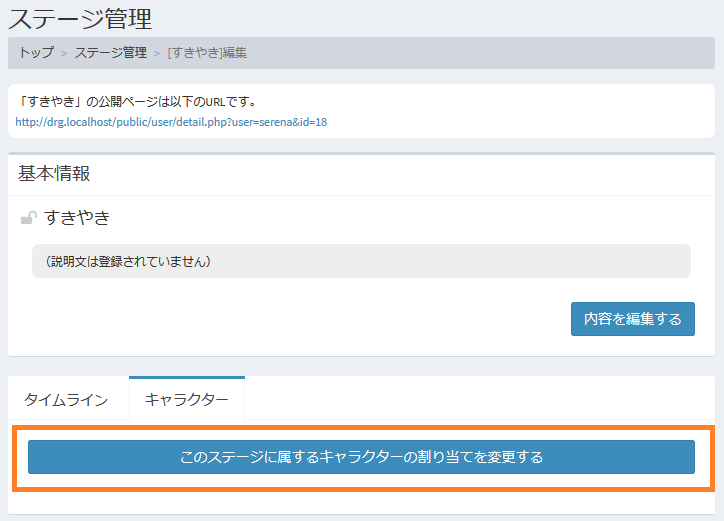 ステージ管理
トップ > ステージ管理 > [すきやき]編集
「すきやき」の公開ページは以下のURLです。
http://drg.localhost/public/user/detail.php?user=serena&id=18
基本情報
すきやき
（説明文は登録されていません）
内容を編集する
タイムライン キャラクター
このステージに属するキャラクターの割り当てを変更する